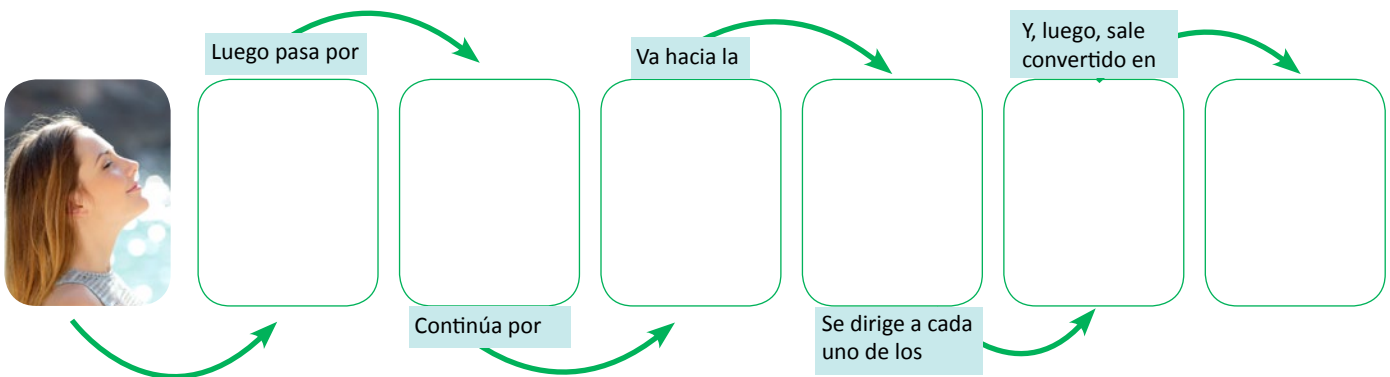 Luego pasa por
Continúa por
Va hacia la
Se dirige a cada
uno de los
Y, luego, sale
convertido en